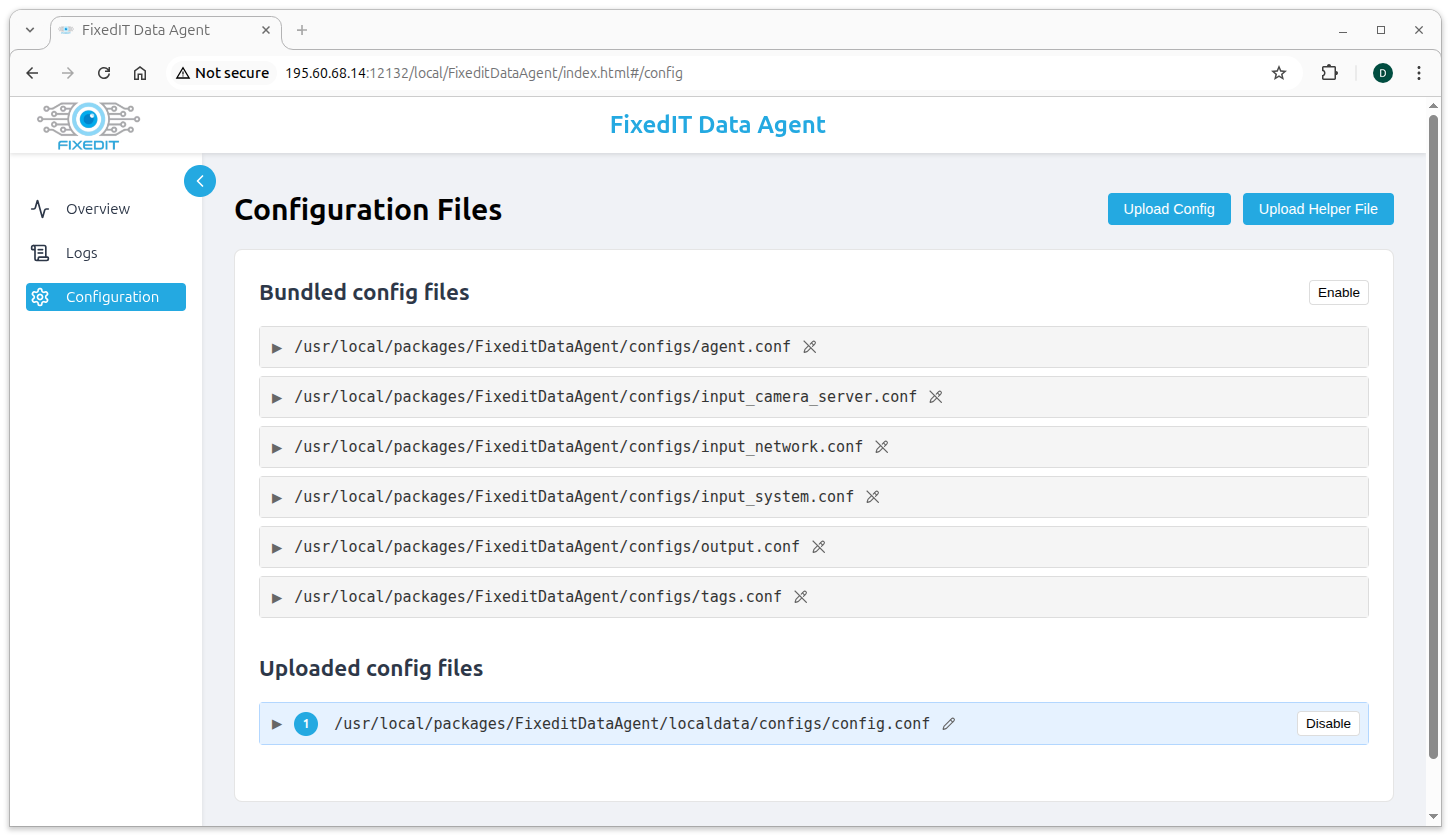 FixedIT Data Agent
Not secure 195.60.68.14:12132/local/FixeditDataAgent/index.html#/config
D
FIXEDIT
FixedIT Data Agent
Overview
Logs
Configuration
Configuration Files
Upload Config
Upload Helper File
Bundled config files
Enable
/usr/local/packages/FixeditDataAgent/configs/agent.conf
/usr/local/packages/FixeditDataAgent/configs/input_camera_server.conf
/usr/local/packages/FixeditDataAgent/configs/input_network.conf
/usr/local/packages/FixeditDataAgent/configs/input_system.conf
/usr/local/packages/FixeditDataAgent/configs/output.conf
/usr/local/packages/FixeditDataAgent/configs/tags.conf
Uploaded config files
1 /usr/local/packages/FixeditDataAgent/localdata/configs/config.conf
Disable